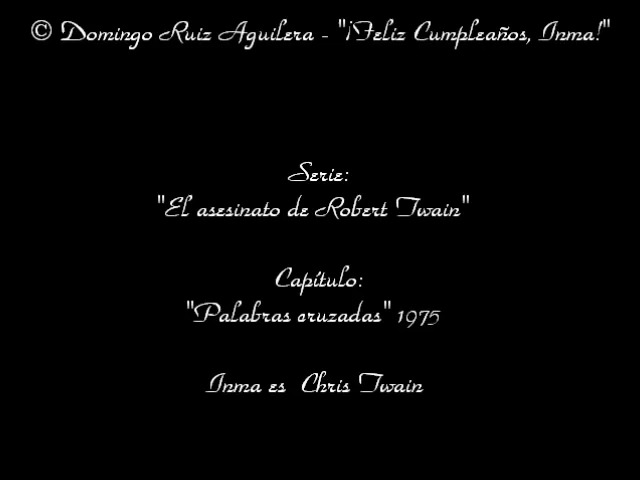 © Domingo Ruiz Aguilera - "¡Feliz Cumpleaños, Inma!"
Serie:
"El asesinato de Robert Twain"
Capítulo:
"Palabras cruzadas" 1975
Inma es Chris Twain